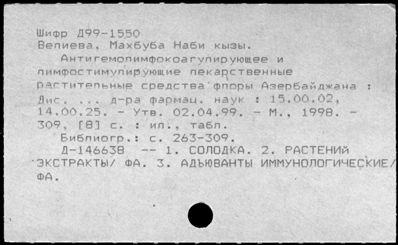 Шифр Д99-1550
Велиева, Махбуба Наби кызы.
Антигемолимфокоагулирующее и
лимфостимулирующие лекарственные
растительные средства флоры Азербайджана :
Дис. ... д-ра фармац. наук : 15.00.02,
14.00.25. - Утв. 02.04.99. - М., 1998. -
309, [8] с. : ил., табл.
Библиогр.: с. 263-309.
Д-146638 -- 1. СОЛОДКА. 2. РАСТЕНИЙ
ЭКСТРАКТЫ/ ФА. 3. АДЪЮВАНТЫ ИММУНОЛОГИЧЕСКИЕ/
ФА.